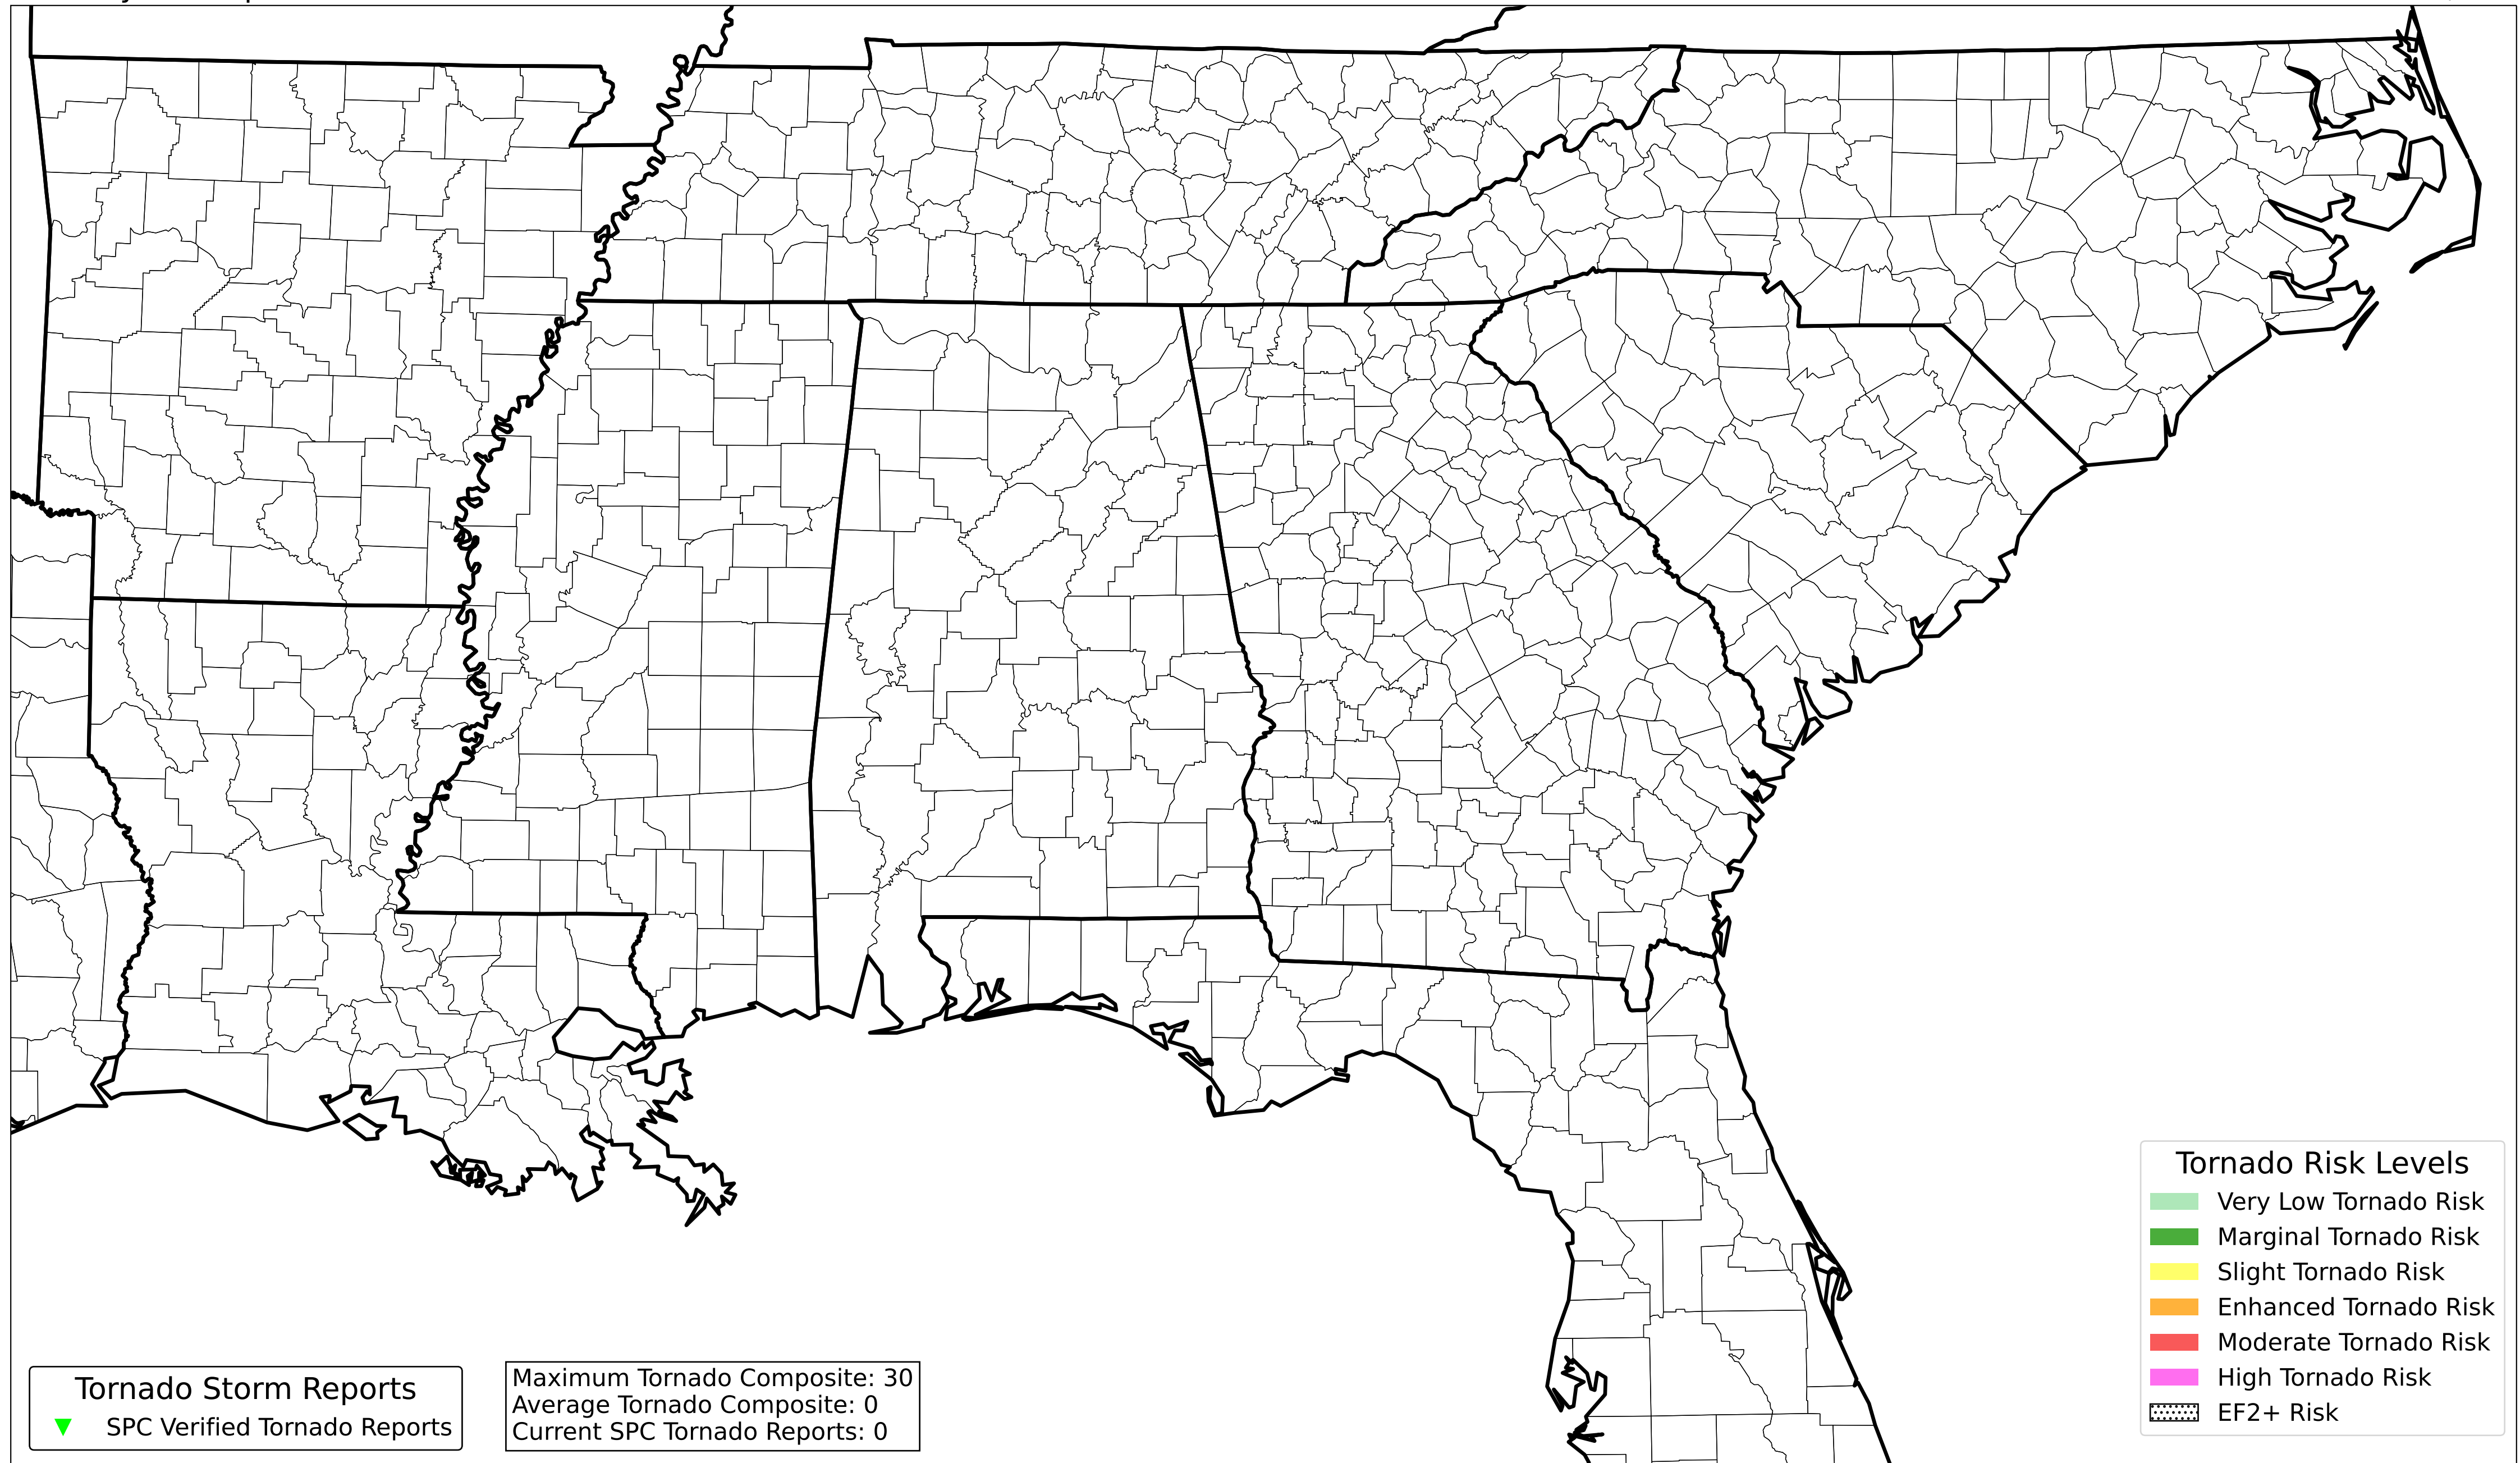 Tornado Risk Levels
Very Low Tornado Risk
Marginal Tornado Risk
Slight Tornado Risk
Enhanced Tornado Risk
Moderate Tornado Risk
High Tornado Risk
EF2+ Risk
Tornado Storm Reports
SPC Verified Tornado Reports
Maximum Tornado Composite: 30
Average Tornado Composite: 0
Current SPC Tornado Reports: 0